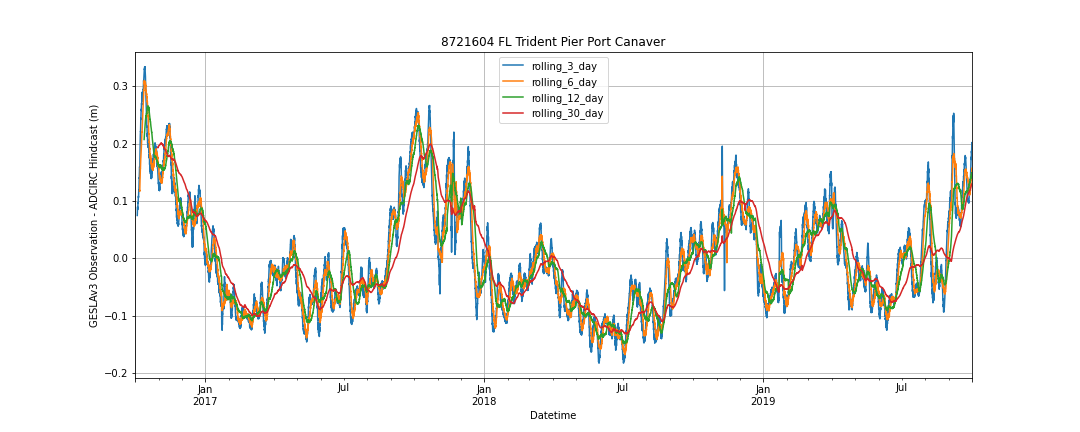 8721604 FL Trident Pier Port Canaver
rolling_3_day
rolling_6_day
rolling_12_day
rolling_30_day
GESLAv3 Observation - ADCIRC Hindcast (m)
0.3
0.2
0.1
0.0
−0.1
−0.2
Jan
2017
Jul
Jan
2018
Jul
Jan
2019
Jul
Datetime